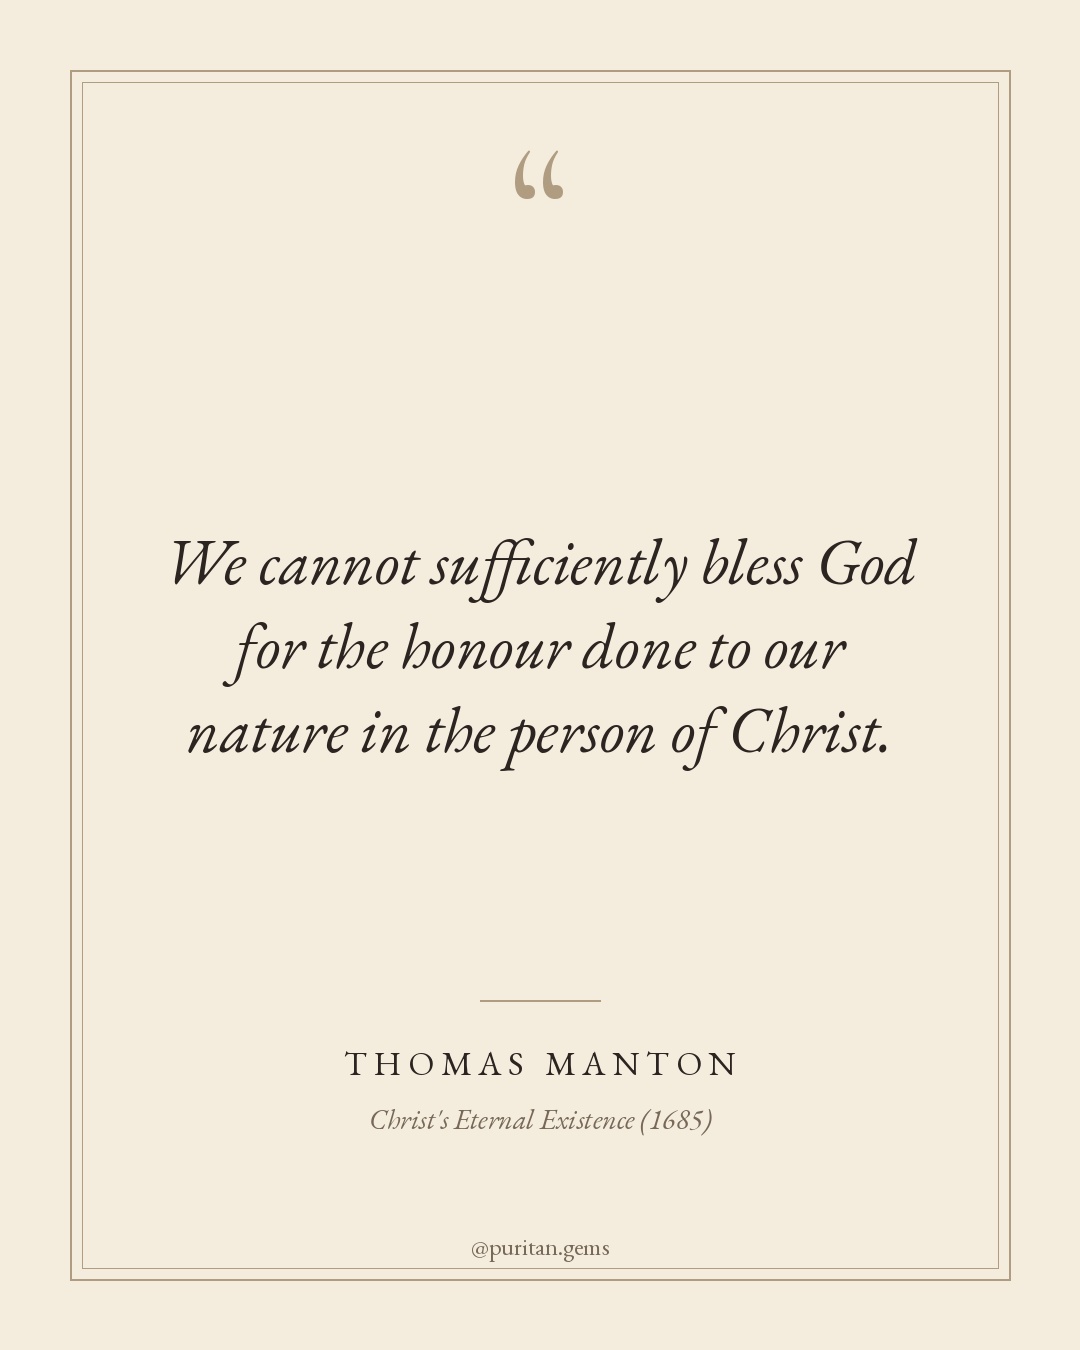 “
We cannot sufficiently bless God
for the honour done to our
nature in the person of Christ.
THOMAS MANTON
Christ's Eternal Existence (1685)
@puritan.gems